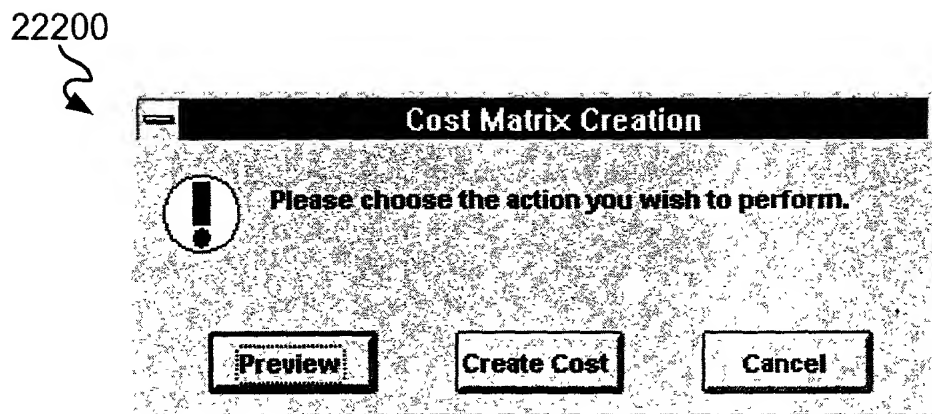 22200
Cost Matrix Creation
Please choose the action you wish to perform.
Preview Create Cost Cancel